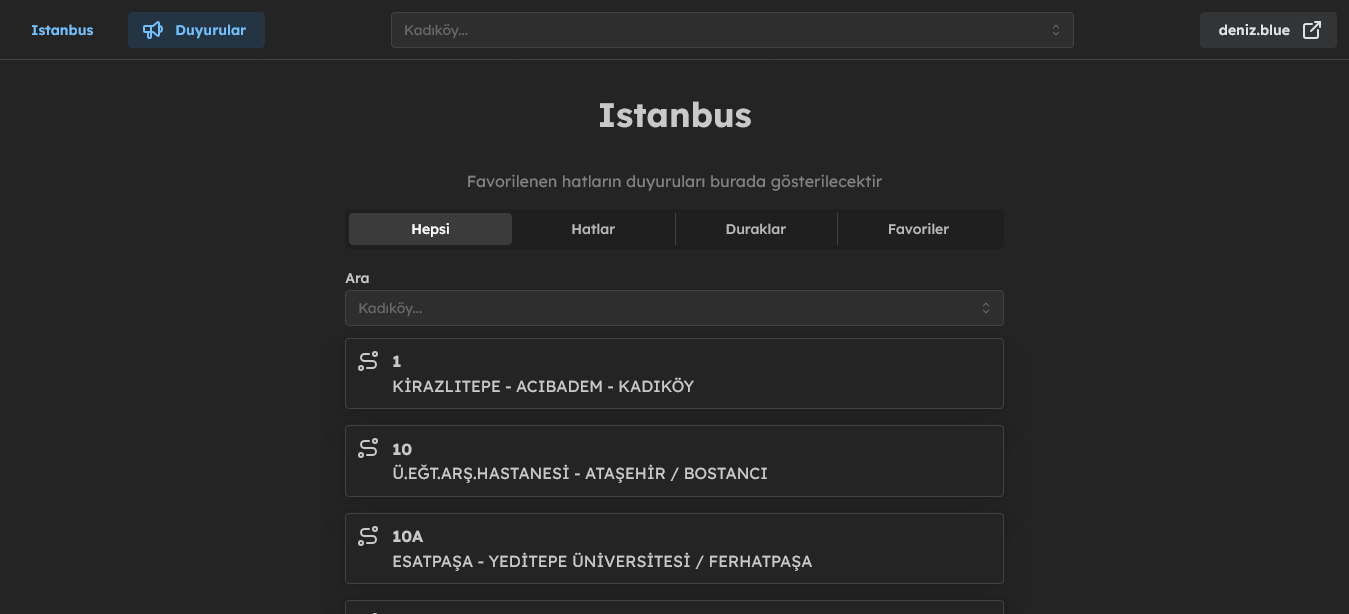 Istanbus
Duyurular
Kadıköy...
deniz.blue
Istanbus
Favorilenen hatların duyuruları burada gösterilecektir
Hepsi
Hatlar
Duraklar
Favoriler
Ara
Kadıköy...
1
KİRAZLITEPE - ACIBADEM - KADIKÖY
10
Ü.EĞT.ARŞ.HASTANESİ - ATAŞEHİR / BOSTANCI
10A
ESATPAŞA - YEDİTEPE ÜNİVERSİTESİ / FERHATPAŞA